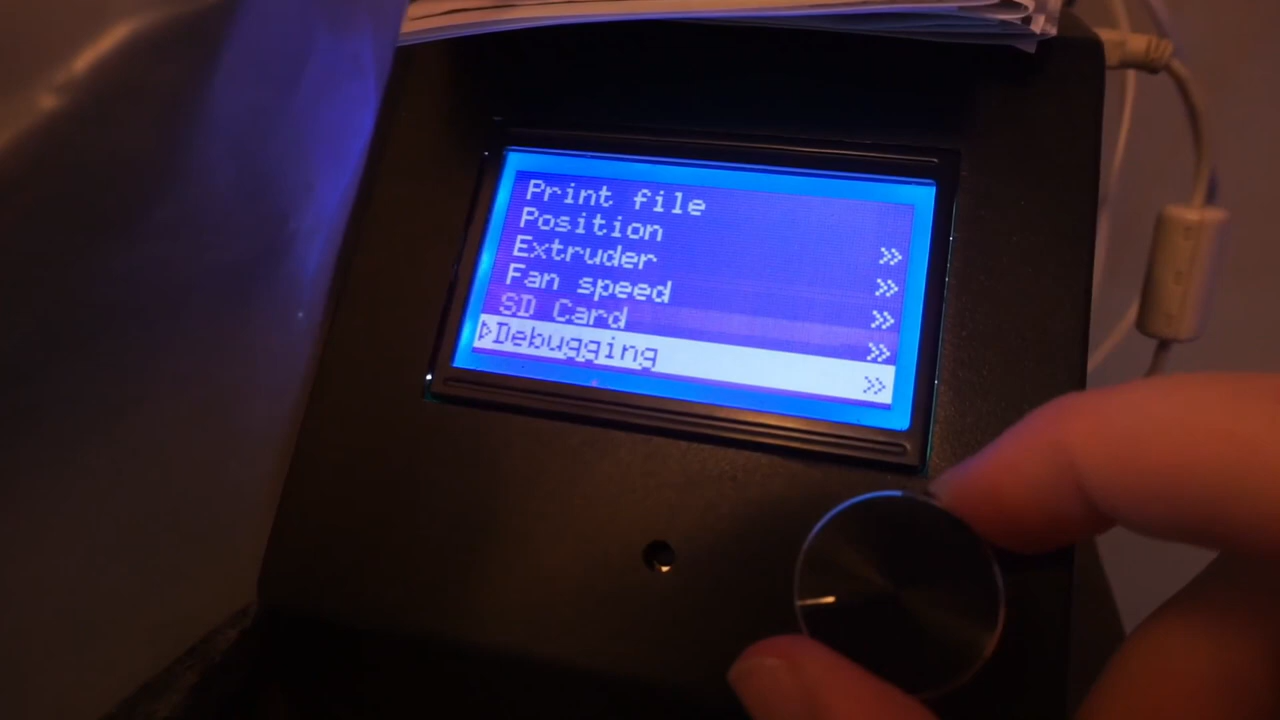 Print file
Position »
Extruder »
Fan speed »
SD Card »
▷Debugging »